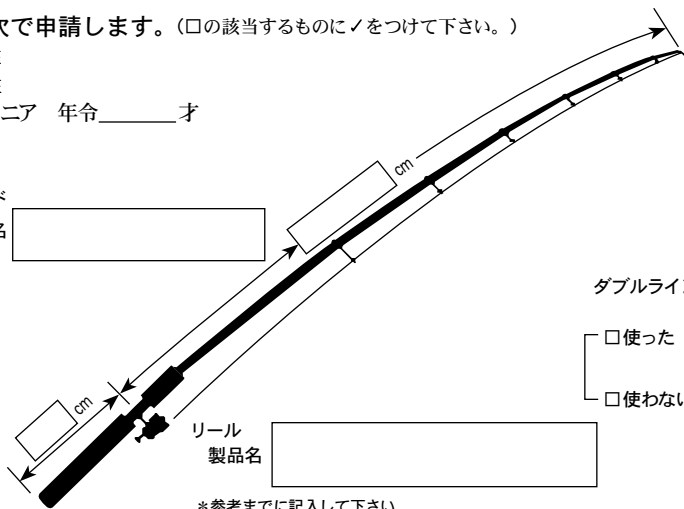 次で申請します。(□の該当するものに✓をつけて下さい。)
ニア 年令______才
cm
名
ダブルライ
□使った
cm
□使わない
リール
製品名
*参考までに記入して下さい